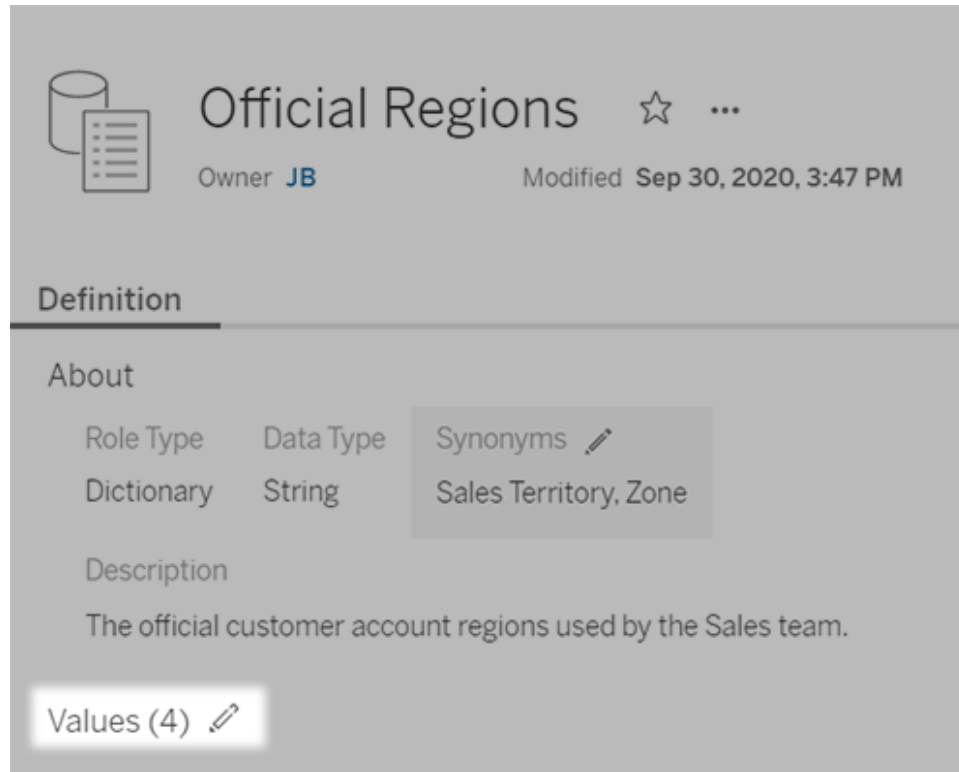 Official Regions
Owner JB Modified Sep 30, 2020, 3:47 PM
Definition
About
Role Type Data Type Synonyms
Dictionary String Sales Territory, Zone
Description
The official customer account regions used by the Sales team.
Values (4)